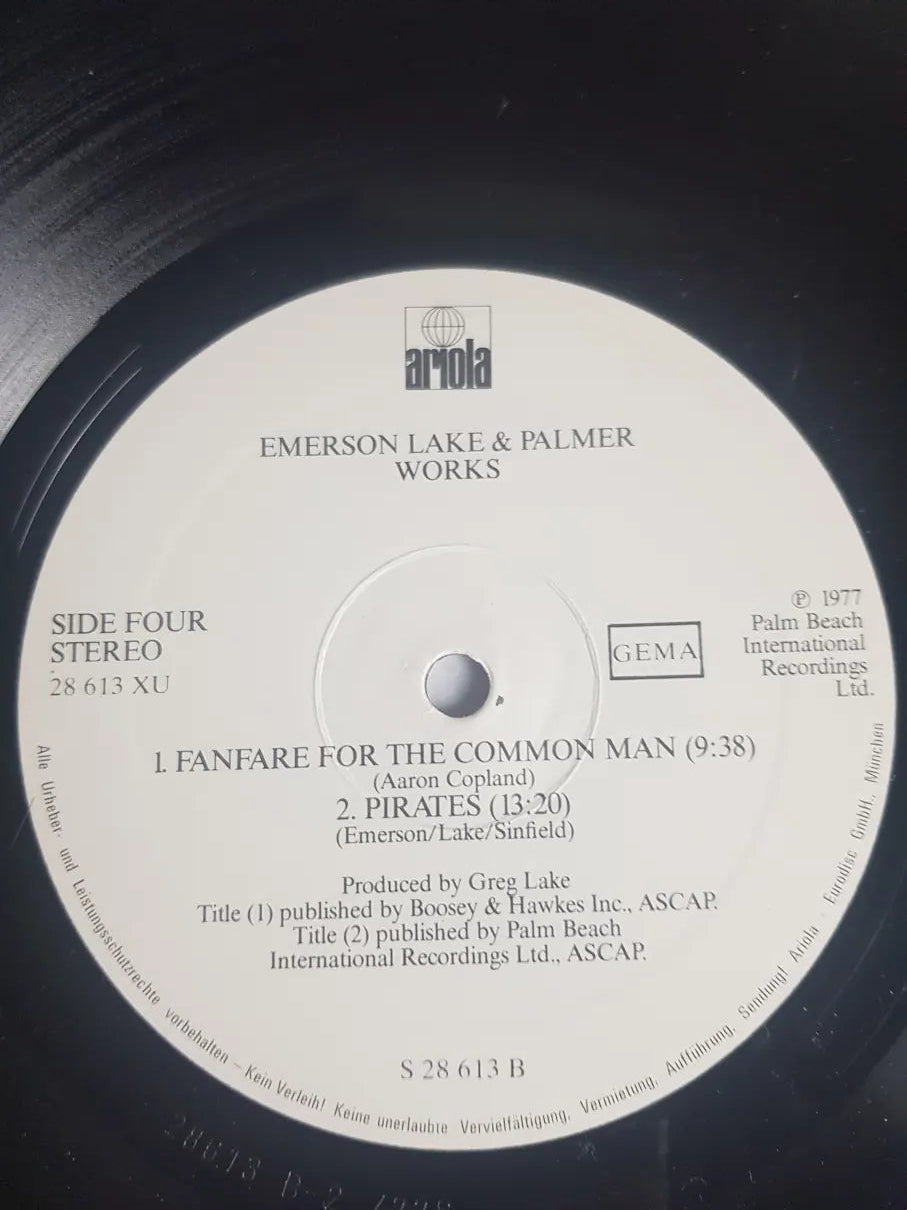 ariola
EMERSON LAKE & PALMER
WORKS
SIDE FOUR
STEREO
28 613 XU
GEMA
℗ 1977
Palm Beach
International
Recordings
Ltd.
1. FANFARE FOR THE COMMON MAN (9:38)
(Aaron Copland)
2. PIRATES (13:20)
(Emerson/Lake/Sinfield)
Produced by Greg Lake
Title (1) published by Boosey & Hawkes Inc., ASCAP.
Title (2) published by Palm Beach
International Recordings Ltd., ASCAP.
S 28 613 B
Alle Urheber- und Leistungsschutzrechte vorbehalten – Kein Verleih! Keine unerlaubte Vervielfältigung, Vermietung, Aufführung, Sendung! Ariola · Eurodisc GmbH., München
28613 B-2